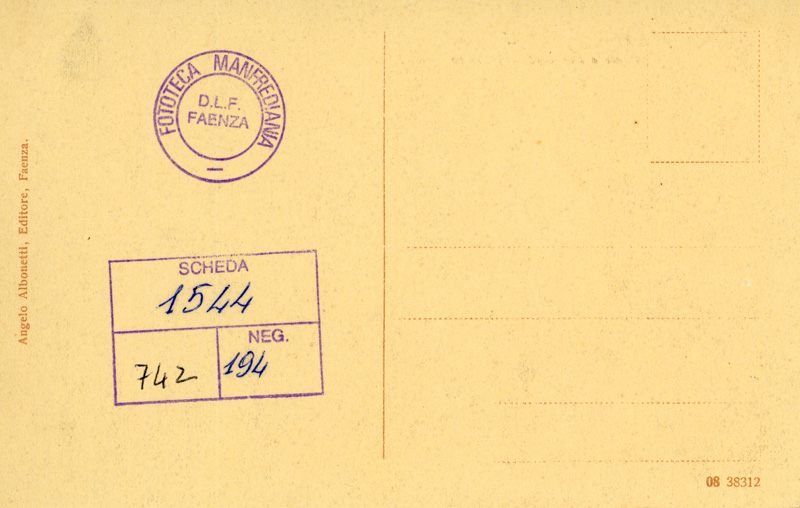 FOTOTECA MANFREDIANA
D.L.F.
FAENZA
Angelo Albonetti, Editore, Faenza.
SCHEDA
1544
NEG.
742
194
08 38312